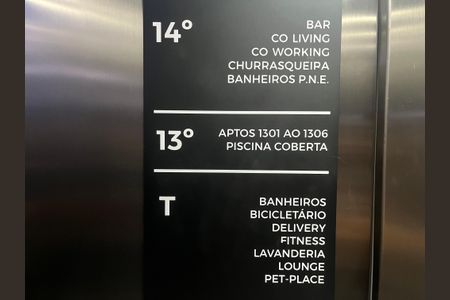 14º
BAR
CO LIVING
CO WORKING
CHURRASQUEIPA
BANHEIROS P.N.E.
13º
APTOS 1301 AO 1306
PISCINA COBERTA
T
BANHEIROS
BICICLETÁRIO
DELIVERY
FITNESS
LAVANDERIA
LOUNGE
PET-PLACE